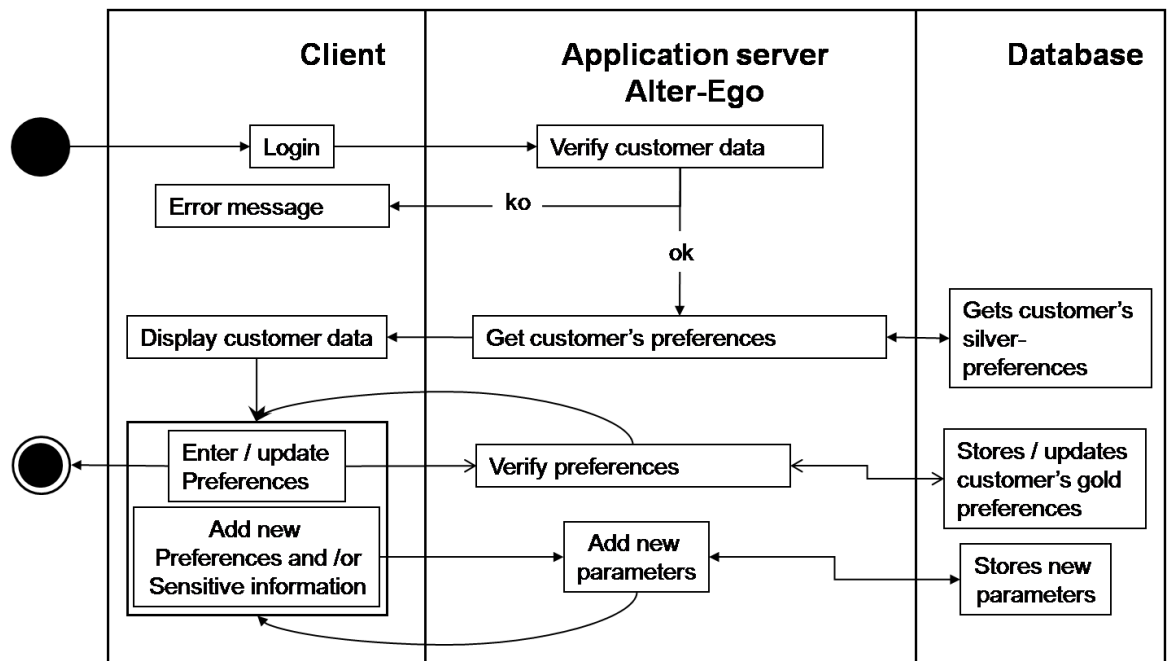 Client
Application server
Alter-Ego
Database
Login
Verify customer data
Error message
ko
ok
Display customer data
Get customer's preferences
Gets customer's
silver-
preferences
Enter / update
Preferences
Verify preferences
Stores / updates
customer's gold
preferences
Add new
Preferences and /or
Sensitive information
Add new
parameters
Stores new
parameters